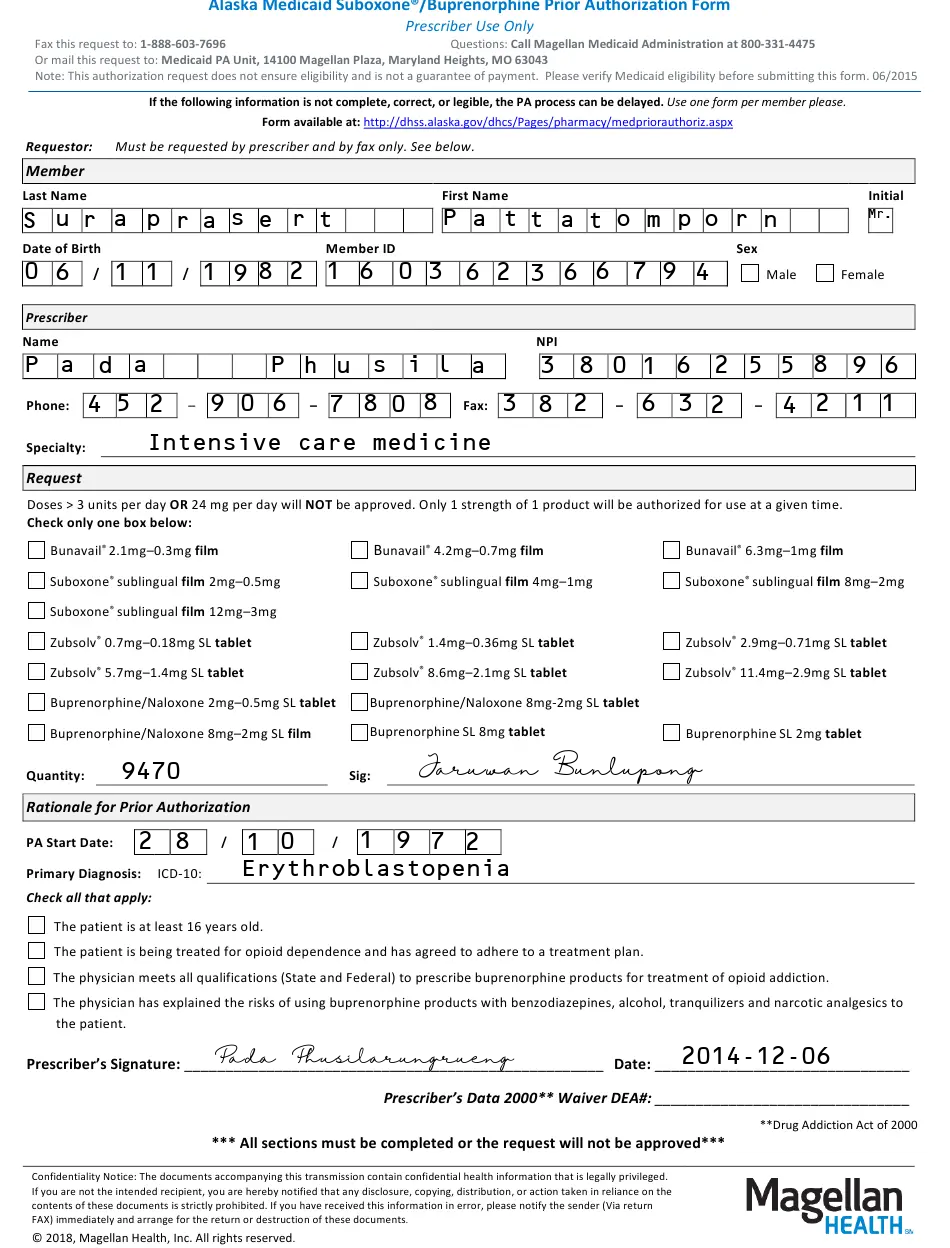 Alaska Medicaid Suboxone®/Buprenorphine Prior Authorization Form
Prescriber Use Only
Fax this request to: 1-888-603-7696 Questions: Call Magellan Medicaid Administration at 800-331-4475
Or mail this request to: Medicaid PA Unit, 14100 Magellan Plaza, Maryland Heights, MO 63043
Note: This authorization request does not ensure eligibility and is not a guarantee of payment. Please verify Medicaid eligibility before submitting this form. 06/2015
If the following information is not complete, correct, or legible, the PA process can be delayed. Use one form per member please.
Form available at: http://dhss.alaska.gov/dhcs/Pages/pharmacy/medpriorauthoriz.aspx
Requestor: Must be requested by prescriber and by fax only. See below.
Member
Last Name First Name Initial
Suraprasert Pattatomporn Mr.
Date of Birth Member ID Sex
06 / 11 / 1982 160362366794 Male Female
Prescriber
Name NPI
Pada Phusila 38016255896
Phone: 452 – 906 – 7808 Fax: 382 – 632 – 4211
Specialty: Intensive care medicine
Request
Doses > 3 units per day OR 24 mg per day will NOT be approved. Only 1 strength of 1 product will be authorized for use at a given time.
Check only one box below:
Bunavail® 2.1mg–0.3mg film Bunavail® 4.2mg–0.7mg film Bunavail® 6.3mg–1mg film
Suboxone® sublingual film 2mg–0.5mg Suboxone® sublingual film 4mg–1mg Suboxone® sublingual film 8mg–2mg
Suboxone® sublingual film 12mg–3mg
Zubsolv® 0.7mg–0.18mg SL tablet Zubsolv® 1.4mg–0.36mg SL tablet Zubsolv® 2.9mg–0.71mg SL tablet
Zubsolv® 5.7mg–1.4mg SL tablet Zubsolv® 8.6mg–2.1mg SL tablet Zubsolv® 11.4mg–2.9mg SL tablet
Buprenorphine/Naloxone 2mg–0.5mg SL tablet Buprenorphine/Naloxone 8mg-2mg SL tablet
Buprenorphine/Naloxone 8mg–2mg SL film Buprenorphine SL 8mg tablet Buprenorphine SL 2mg tablet
Quantity: 9470 Sig: Jaruwan Bunlupong
Rationale for Prior Authorization
PA Start Date: 28 / 10 / 1972
Primary Diagnosis: ICD-10: Erythroblastopenia
Check all that apply:
The patient is at least 16 years old.
The patient is being treated for opioid dependence and has agreed to adhere to a treatment plan.
The physician meets all qualifications (State and Federal) to prescribe buprenorphine products for treatment of opioid addiction.
The physician has explained the risks of using buprenorphine products with benzodiazepines, alcohol, tranquilizers and narcotic analgesics to
the patient.
Prescriber's Signature: Pada Phusilarungrueng Date: 2014-12-06
Prescriber's Data 2000** Waiver DEA#:
**Drug Addiction Act of 2000
*** All sections must be completed or the request will not be approved***
Confidentiality Notice: The documents accompanying this transmission contain confidential health information that is legally privileged.
If you are not the intended recipient, you are hereby notified that any disclosure, copying, distribution, or action taken in reliance on the
contents of these documents is strictly prohibited. If you have received this information in error, please notify the sender (Via return
FAX) immediately and arrange for the return or destruction of these documents.
© 2018, Magellan Health, Inc. All rights reserved.
Magellan
HEALTH